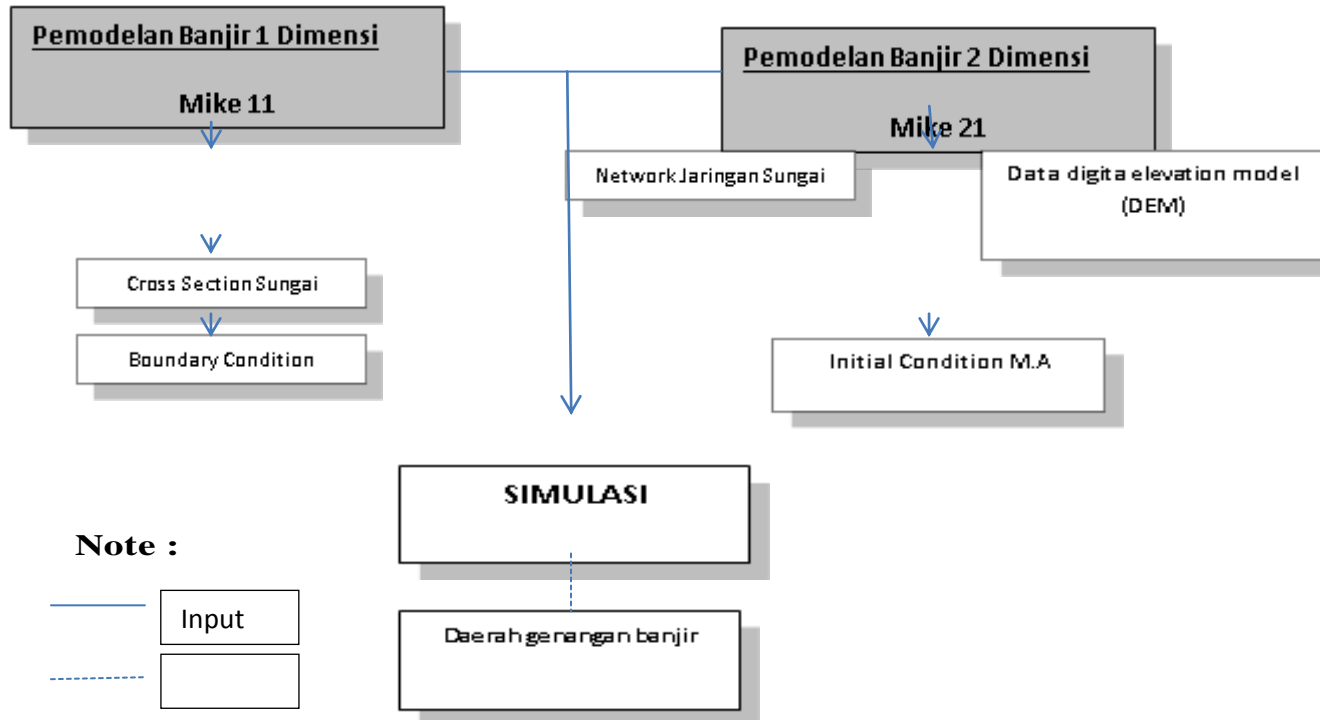 Pemodelan Banjir 1 Dimensi
Mike 11
Pemodelan Banjir 2 Dimensi
Mike 21
Network Jaringan Sungai
Data digita elevation model
(DEM)
Cross Section Sungai
Boundary Condition
Initial Condition M.A
SIMULASI
Note :
Input
Daerah genangan banjir